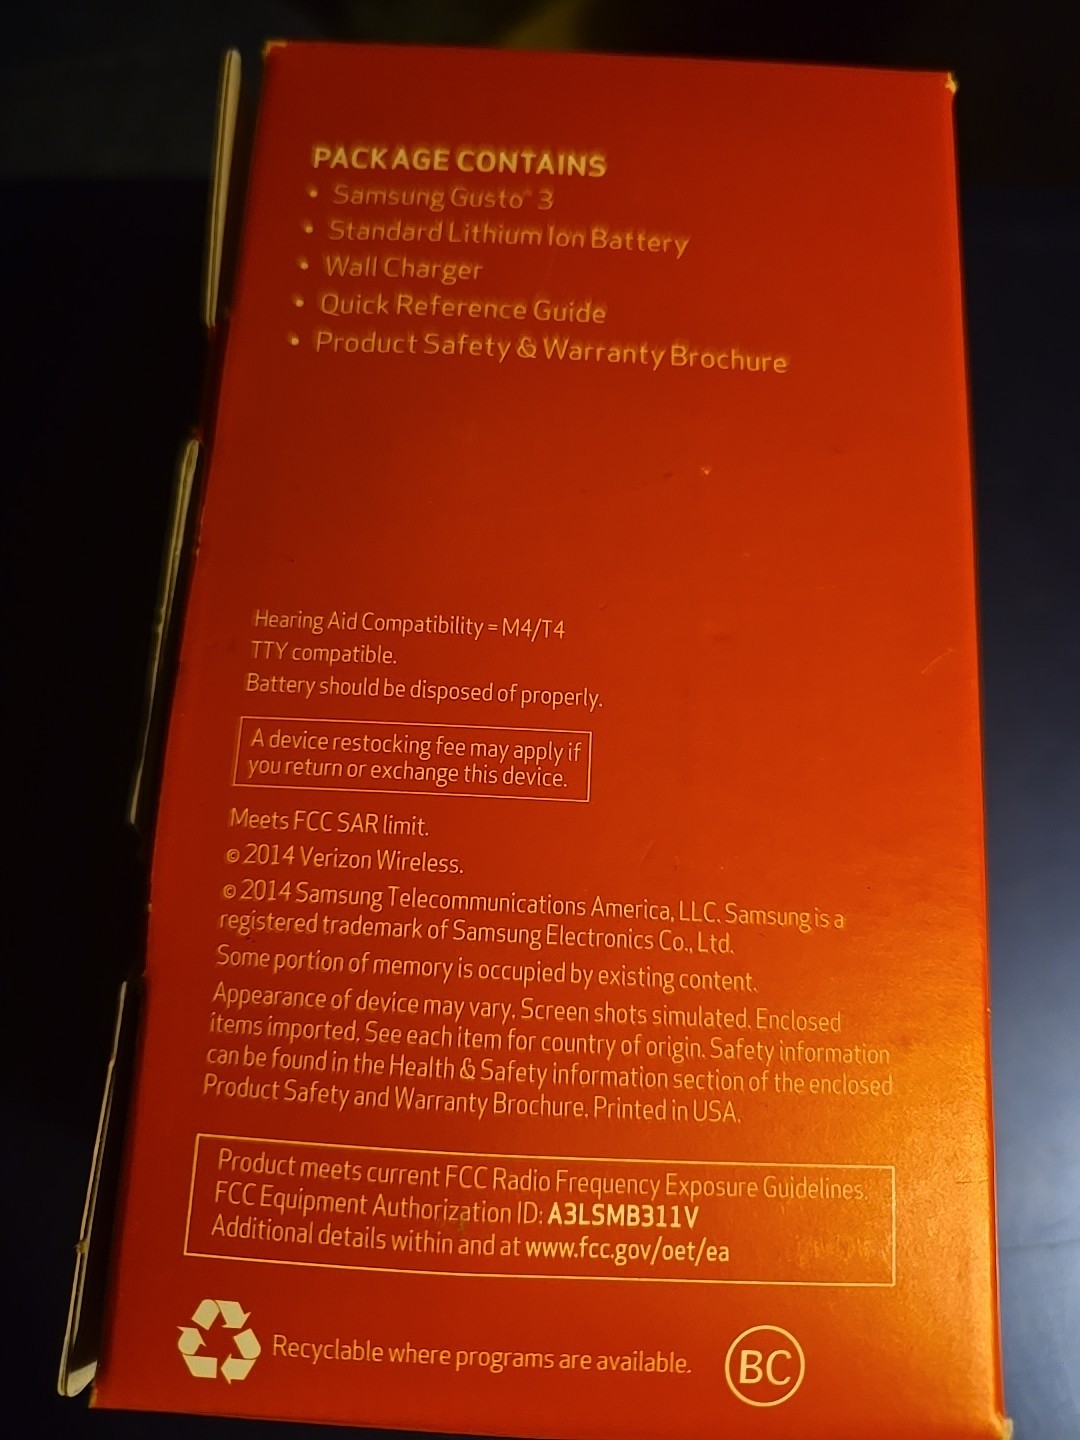 PACKAGE CONTAINS
• Samsung Gusto® 3
• Standard Lithium Ion Battery
• Wall Charger
• Quick Reference Guide
• Product Safety & Warranty Brochure
Hearing Aid Compatibility = M4/T4
TTY compatible.
Battery should be disposed of properly.
A device restocking fee may apply if
you return or exchange this device.
Meets FCC SAR limit.
© 2014 Verizon Wireless.
© 2014 Samsung Telecommunications America, LLC. Samsung is a
registered trademark of Samsung Electronics Co., Ltd.
Some portion of memory is occupied by existing content.
Appearance of device may vary. Screen shots simulated. Enclosed
items imported. See each item for country of origin. Safety information
can be found in the Health & Safety information section of the enclosed
Product Safety and Warranty Brochure. Printed in USA.
Product meets current FCC Radio Frequency Exposure Guidelines.
FCC Equipment Authorization ID: A3LSMB311V
Additional details within and at www.fcc.gov/oet/ea
Recyclable where programs are available.
BC